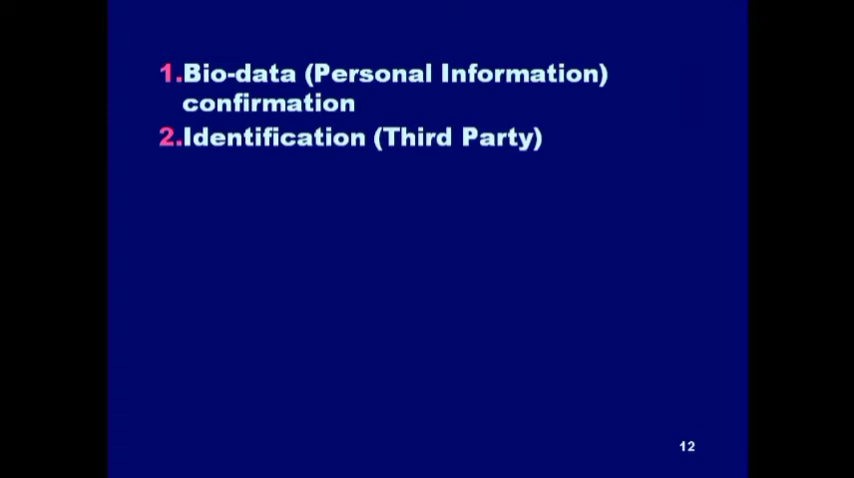 1.Bio-data (Personal Information)
confirmation
2.Identification (Third Party)
12